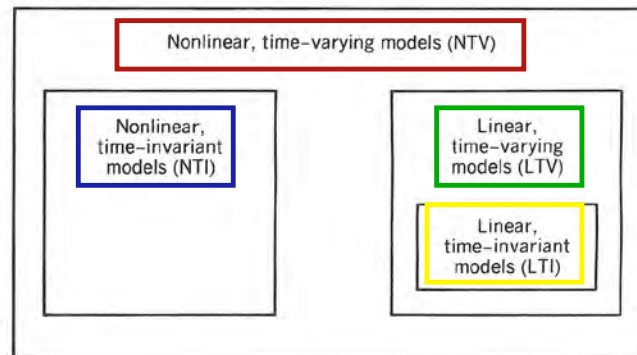 Nonlinear, time-varying models (NTV)
Nonlinear,
time-invariant
models (NTI)
Linear,
time-varying
models (LTV)
Linear,
time-invariant
models (LTI)